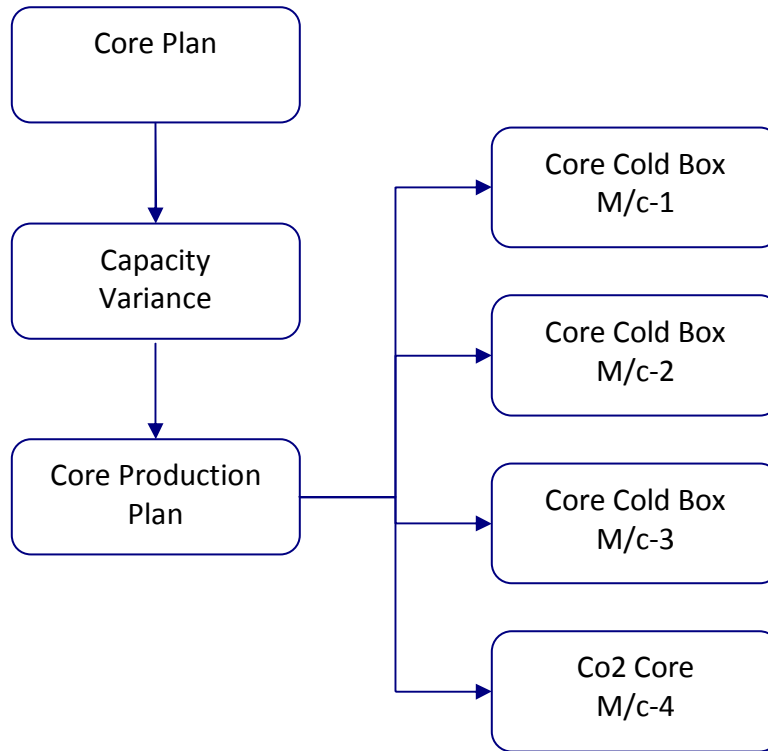 Core Plan
Capacity
Variance
Core Production
Plan
Core Cold Box
M/c-1
Core Cold Box
M/c-2
Core Cold Box
M/c-3
Co2 Core
M/c-4